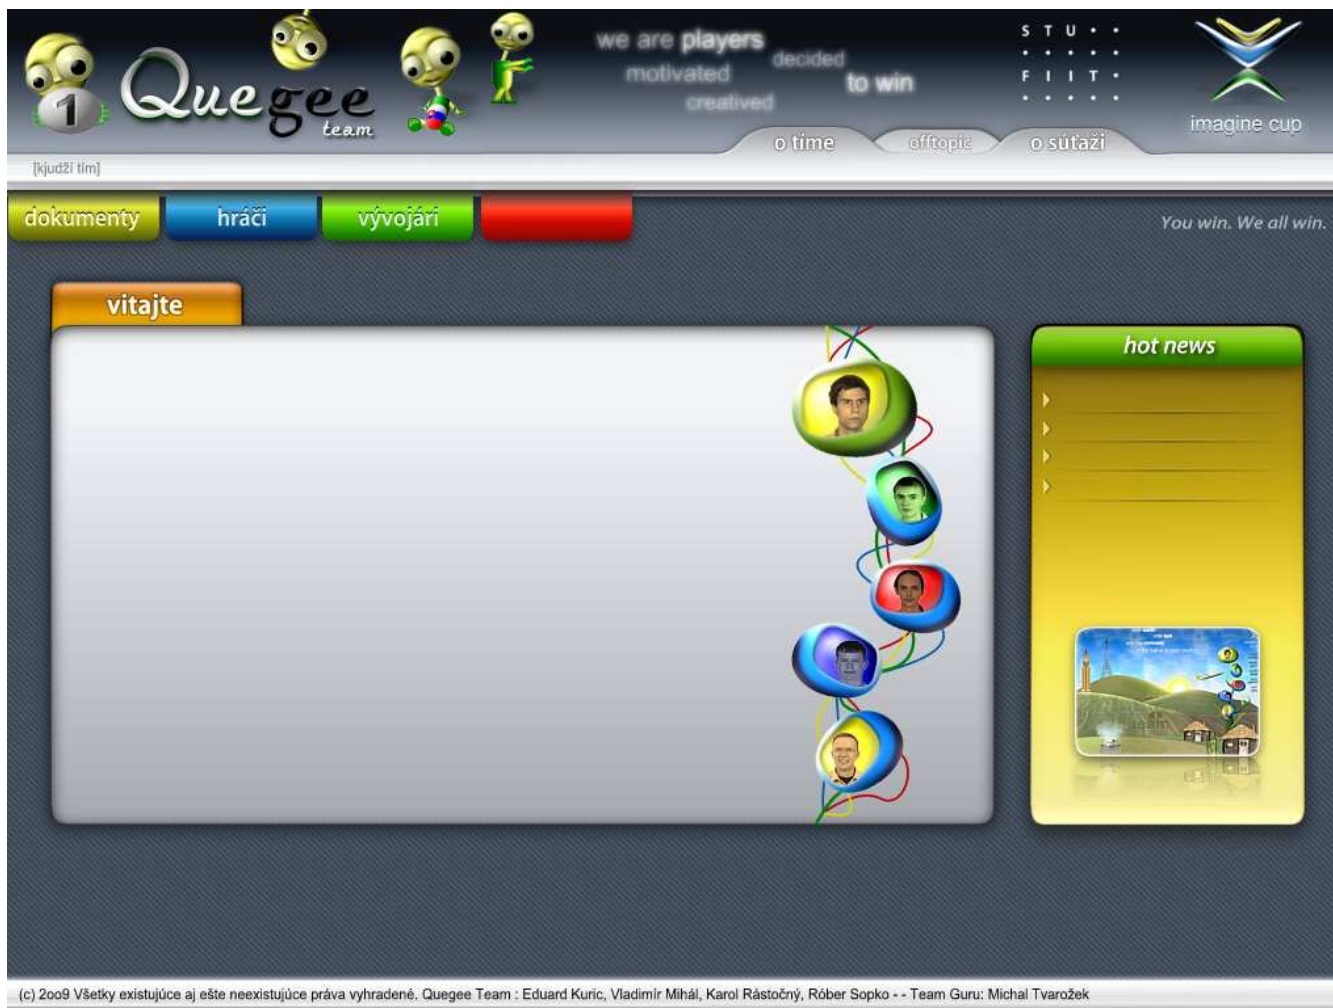 1
Quegee
team
we are players
decided
motivated
to win
creatived
S T U
F I I T
imagine cup
o tíme
offtopic
o súťaži
[kjudží tím]
dokumenty
hráči
vývojári
You win. We all win.
vitajte
hot news
(c) 2oo9 Všetky existujúce aj ešte neexistujúce práva vyhradené. Quegee Team : Eduard Kuric, Vladimír Mihál, Karol Rástočný, Róber Sopko - - Team Guru: Michal Tvarožek